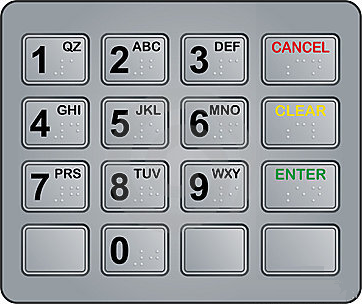 1 QZ 2 ABC 3 DEF CANCEL
4 GHI 5 JKL 6 MNO CLEAR
7 PRS 8 TUV 9 WXY ENTER
0